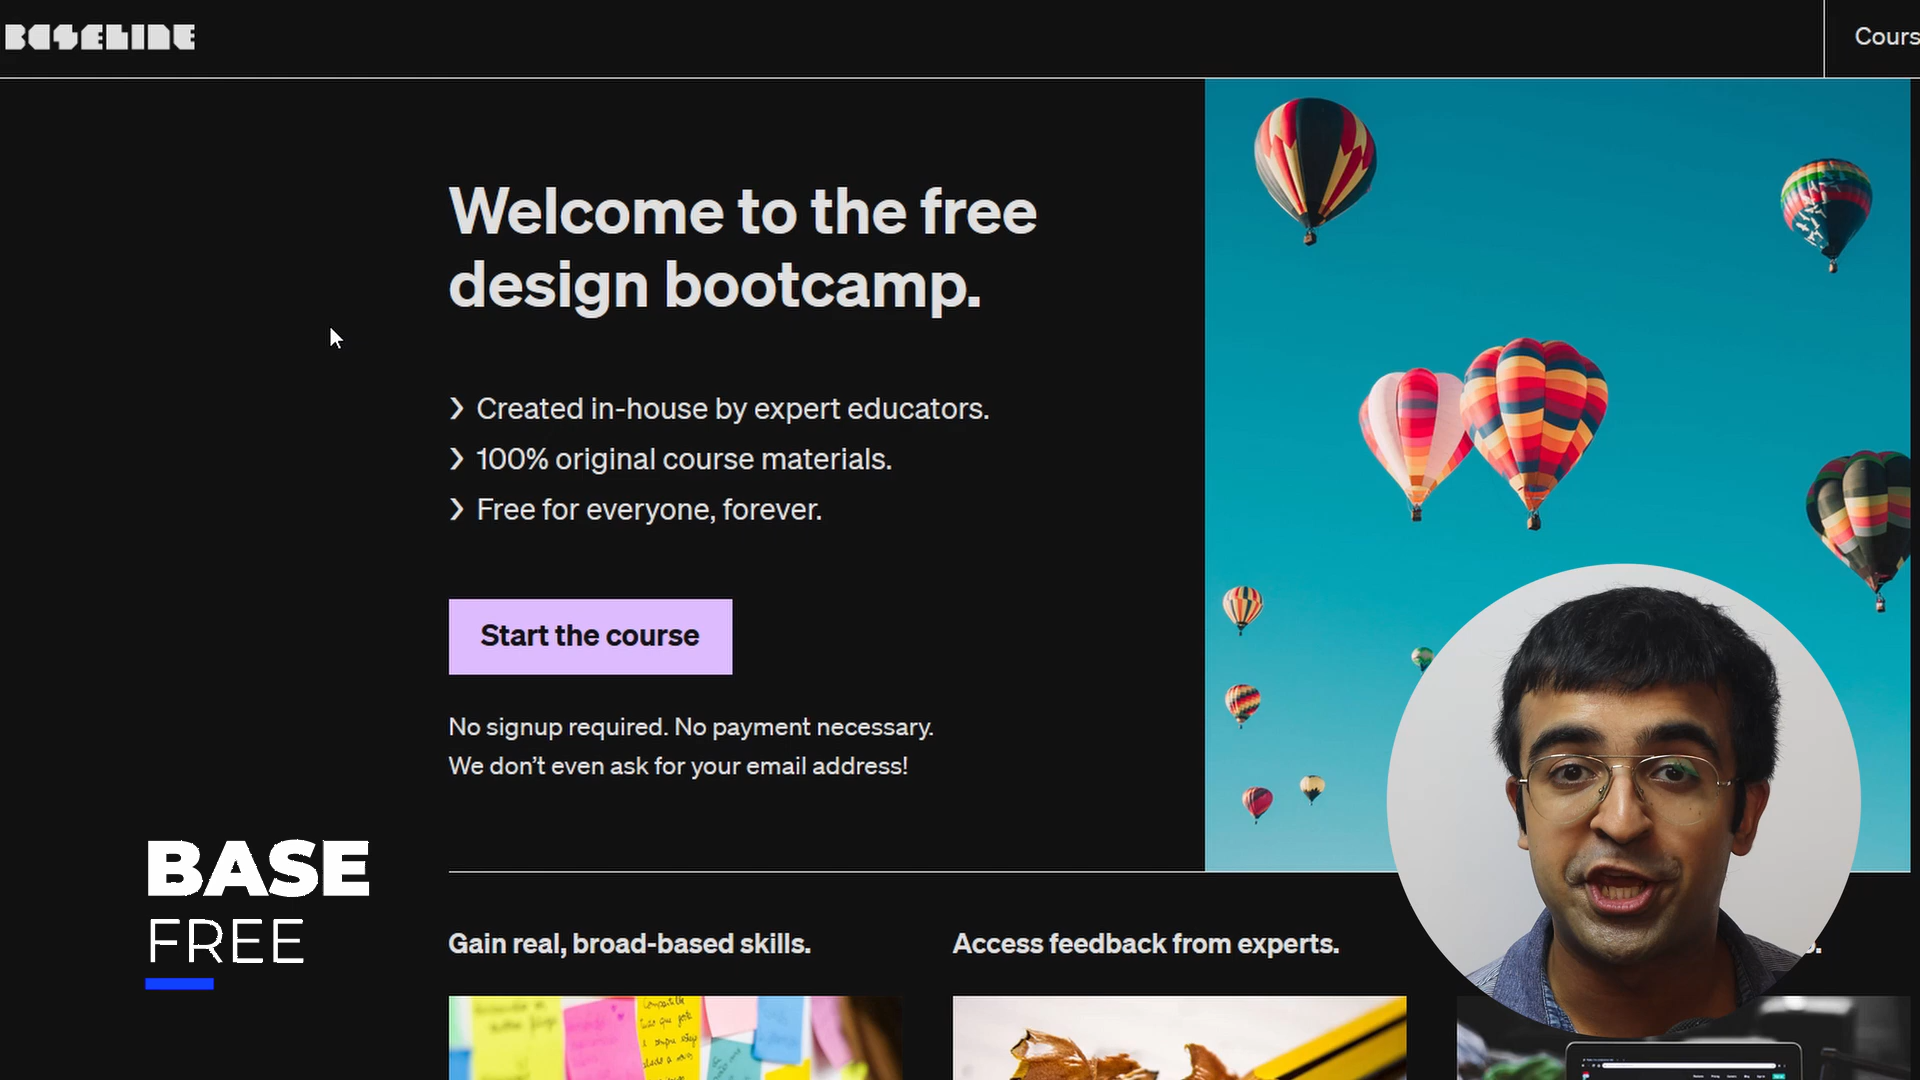 BASELINE
Cours
Welcome to the free
design bootcamp.
❯ Created in-house by expert educators.
❯ 100% original course materials.
❯ Free for everyone, forever.
Start the course
No signup required. No payment necessary.
We don’t even ask for your email address!
BASE
FREE
Gain real, broad-based skills.
Access feedback from experts.